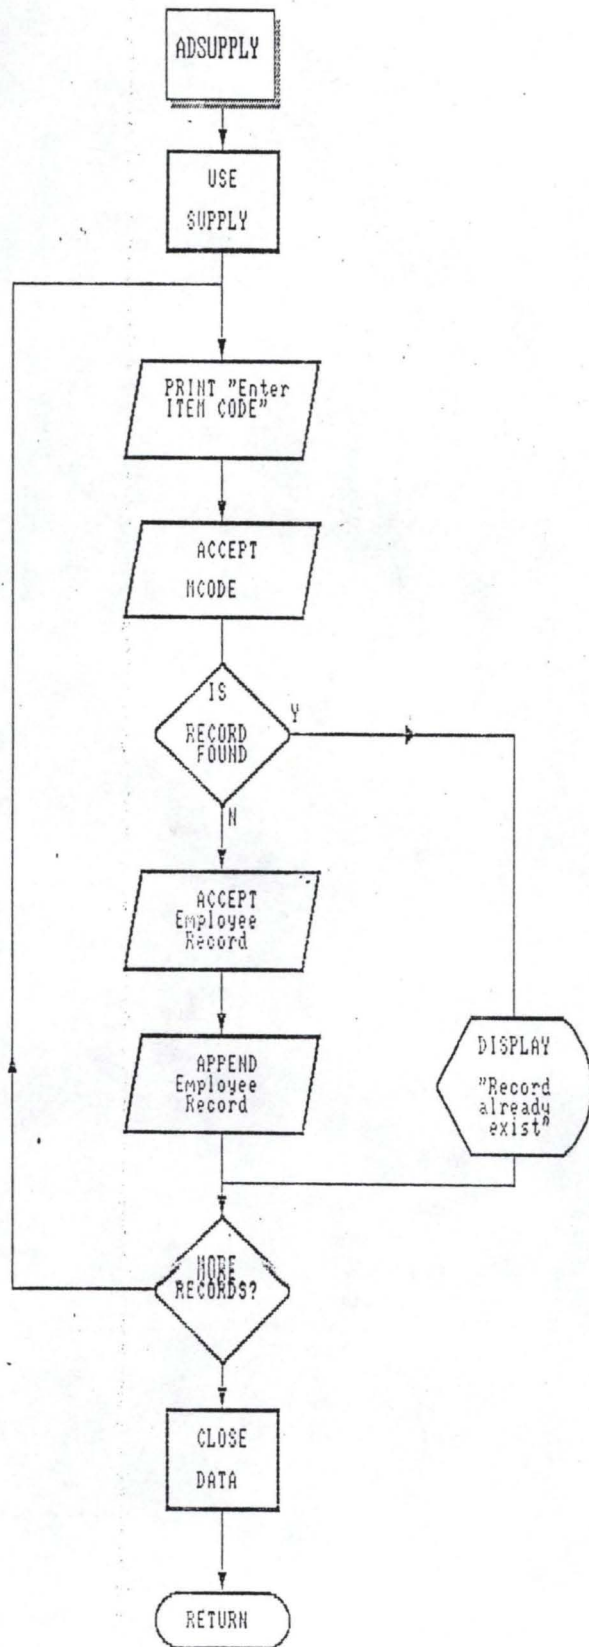 ADSUPPLY
USE
SUPPLY
PRINT "Enter
ITEM CODE"
ACCEPT
MCODE
IS
RECORD
FOUND
Y
N
ACCEPT
Employee
Record
APPEND
Employee
Record
DISPLAY
"Record
already
exist"
MORE
RECORDS?
CLOSE
DATA
RETURN